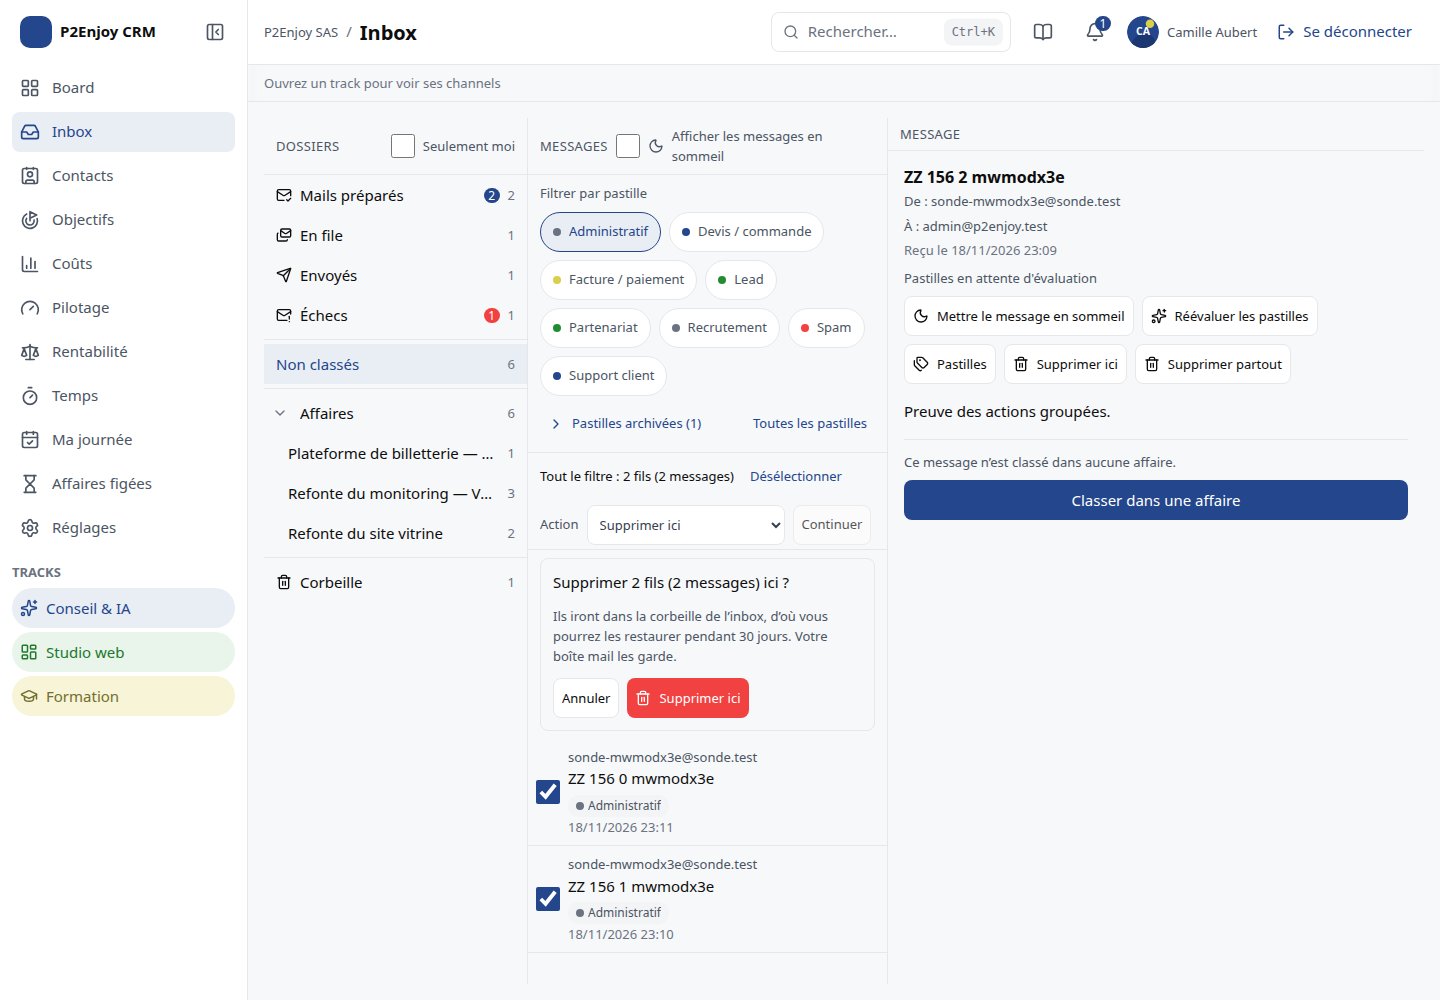 P2Enjoy CRM
Board
Inbox
Contacts
Objectifs
Coûts
Pilotage
Rentabilité
Temps
Ma journée
Affaires figées
Réglages
TRACKS
Conseil & IA
Studio web
Formation
P2Enjoy SAS / Inbox
Rechercher... Ctrl+K
1
CA Camille Aubert
Se déconnecter
Ouvrez un track pour voir ses channels
DOSSIERS Seulement moi
Mails préparés 2 2
En file 1
Envoyés 1
Échecs 1 1
Non classés 6
Affaires 6
Plateforme de billetterie — ... 1
Refonte du monitoring — V... 3
Refonte du site vitrine 2
Corbeille 1
MESSAGES Afficher les messages en
sommeil
Filtrer par pastille
Administratif Devis / commande
Facture / paiement Lead
Partenariat Recrutement Spam
Support client
Pastilles archivées (1) Toutes les pastilles
Tout le filtre : 2 fils (2 messages) Désélectionner
Action Supprimer ici Continuer
Supprimer 2 fils (2 messages) ici ?
Ils iront dans la corbeille de l’inbox, d’où vous
pourrez les restaurer pendant 30 jours. Votre
boîte mail les garde.
Annuler Supprimer ici
sonde-mwmodx3e@sonde.test
ZZ 156 0 mwmodx3e
Administratif
18/11/2026 23:11
sonde-mwmodx3e@sonde.test
ZZ 156 1 mwmodx3e
Administratif
18/11/2026 23:10
MESSAGE
ZZ 156 2 mwmodx3e
De : sonde-mwmodx3e@sonde.test
À : admin@p2enjoy.test
Reçu le 18/11/2026 23:09
Pastilles en attente d'évaluation
Mettre le message en sommeil Réévaluer les pastilles
Pastilles Supprimer ici Supprimer partout
Preuve des actions groupées.
Ce message n’est classé dans aucune affaire.
Classer dans une affaire